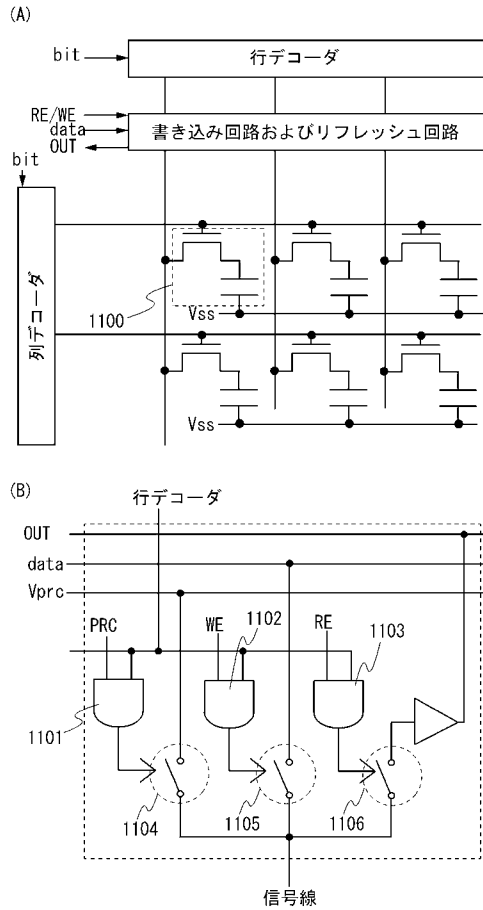 (A)
bit
行デコーダ
RE/WE
data
OUT
書き込み回路およびリフレッシュ回路
bit
列デコーダ
1100
Vss
Vss
(B)
行デコーダ
OUT
data
Vprc
PRC
WE
1102
RE
1103
1101
1104
1105
1106
信号線